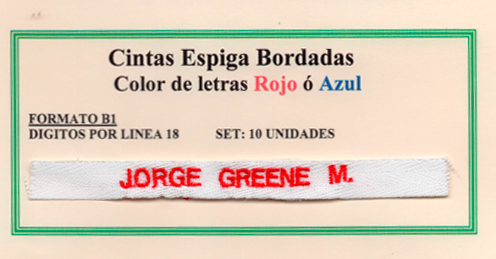 Cintas Espiga Bordadas
Color de letras Rojo ó Azul
FORMATO B1
DIGITOS POR LINEA 18 SET: 10 UNIDADES
JORGE GREENE M.